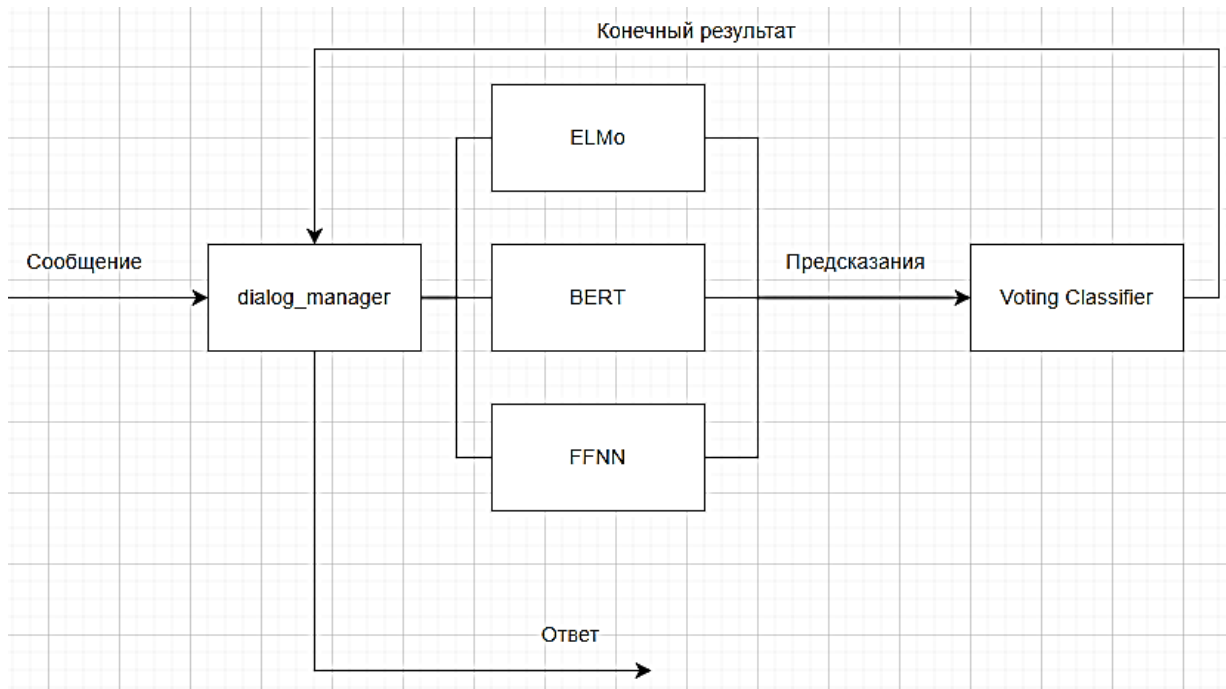 Конечный результат
ELMo
Сообщение
dialog_manager
BERT
Предсказания
Voting Classifier
FFNN
Ответ